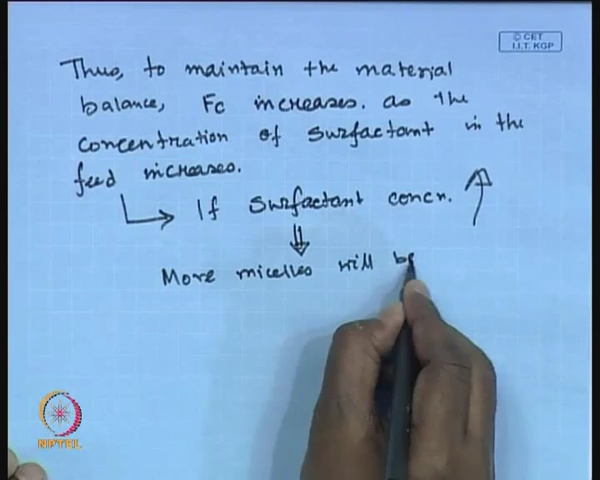 © CET
I.I.T. KGP
Thus, to maintain the material
balance, Fc increases. as the
concentration of surfactant in the
feed increases.
If surfactant concn.
More micelles will be
NPTEL